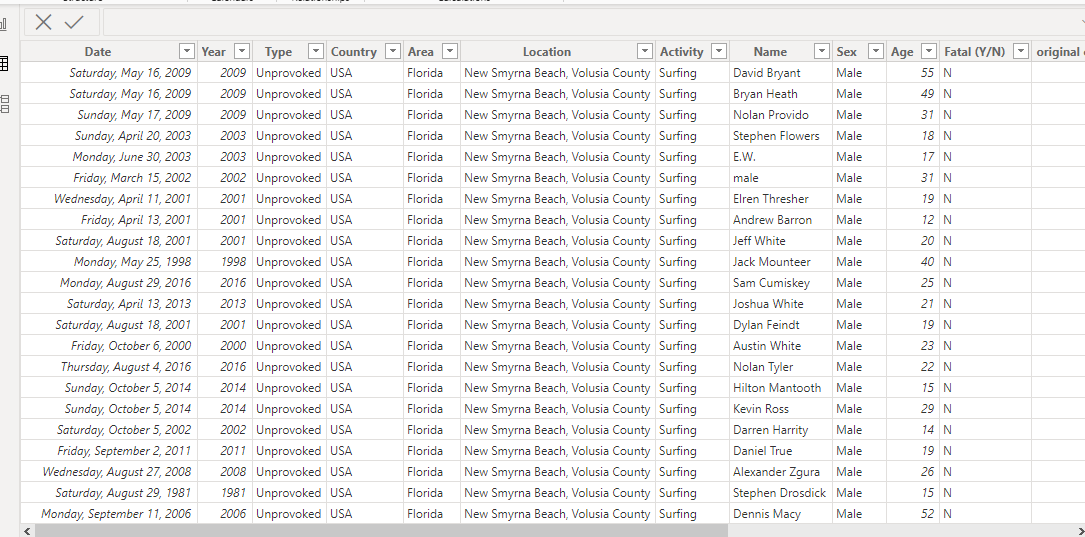 Date Year Type Country Area Location Activity Name Sex Age Fatal (Y/N) original
Saturday, May 16, 2009 2009 Unprovoked USA Florida New Smyrna Beach, Volusia County Surfing David Bryant Male 55 N
Saturday, May 16, 2009 2009 Unprovoked USA Florida New Smyrna Beach, Volusia County Surfing Bryan Heath Male 49 N
Sunday, May 17, 2009 2009 Unprovoked USA Florida New Smyrna Beach, Volusia County Surfing Nolan Provido Male 31 N
Sunday, April 20, 2003 2003 Unprovoked USA Florida New Smyrna Beach, Volusia County Surfing Stephen Flowers Male 18 N
Monday, June 30, 2003 2003 Unprovoked USA Florida New Smyrna Beach, Volusia County Surfing E.W. Male 17 N
Friday, March 15, 2002 2002 Unprovoked USA Florida New Smyrna Beach, Volusia County Surfing male Male 31 N
Wednesday, April 11, 2001 2001 Unprovoked USA Florida New Smyrna Beach, Volusia County Surfing Elren Thresher Male 19 N
Friday, April 13, 2001 2001 Unprovoked USA Florida New Smyrna Beach, Volusia County Surfing Andrew Barron Male 12 N
Saturday, August 18, 2001 2001 Unprovoked USA Florida New Smyrna Beach, Volusia County Surfing Jeff White Male 20 N
Monday, May 25, 1998 1998 Unprovoked USA Florida New Smyrna Beach, Volusia County Surfing Jack Mounteer Male 40 N
Monday, August 29, 2016 2016 Unprovoked USA Florida New Smyrna Beach, Volusia County Surfing Sam Cumiskey Male 25 N
Saturday, April 13, 2013 2013 Unprovoked USA Florida New Smyrna Beach, Volusia County Surfing Joshua White Male 21 N
Saturday, August 18, 2001 2001 Unprovoked USA Florida New Smyrna Beach, Volusia County Surfing Dylan Feindt Male 19 N
Friday, October 6, 2000 2000 Unprovoked USA Florida New Smyrna Beach, Volusia County Surfing Austin White Male 23 N
Thursday, August 4, 2016 2016 Unprovoked USA Florida New Smyrna Beach, Volusia County Surfing Nolan Tyler Male 22 N
Sunday, October 5, 2014 2014 Unprovoked USA Florida New Smyrna Beach, Volusia County Surfing Hilton Mantooth Male 15 N
Sunday, October 5, 2014 2014 Unprovoked USA Florida New Smyrna Beach, Volusia County Surfing Kevin Ross Male 29 N
Saturday, October 5, 2002 2002 Unprovoked USA Florida New Smyrna Beach, Volusia County Surfing Darren Harrity Male 14 N
Friday, September 2, 2011 2011 Unprovoked USA Florida New Smyrna Beach, Volusia County Surfing Daniel True Male 19 N
Wednesday, August 27, 2008 2008 Unprovoked USA Florida New Smyrna Beach, Volusia County Surfing Alexander Zgura Male 26 N
Saturday, August 29, 1981 1981 Unprovoked USA Florida New Smyrna Beach, Volusia County Surfing Stephen Drosdick Male 15 N
Monday, September 11, 2006 2006 Unprovoked USA Florida New Smyrna Beach, Volusia County Surfing Dennis Macy Male 52 N